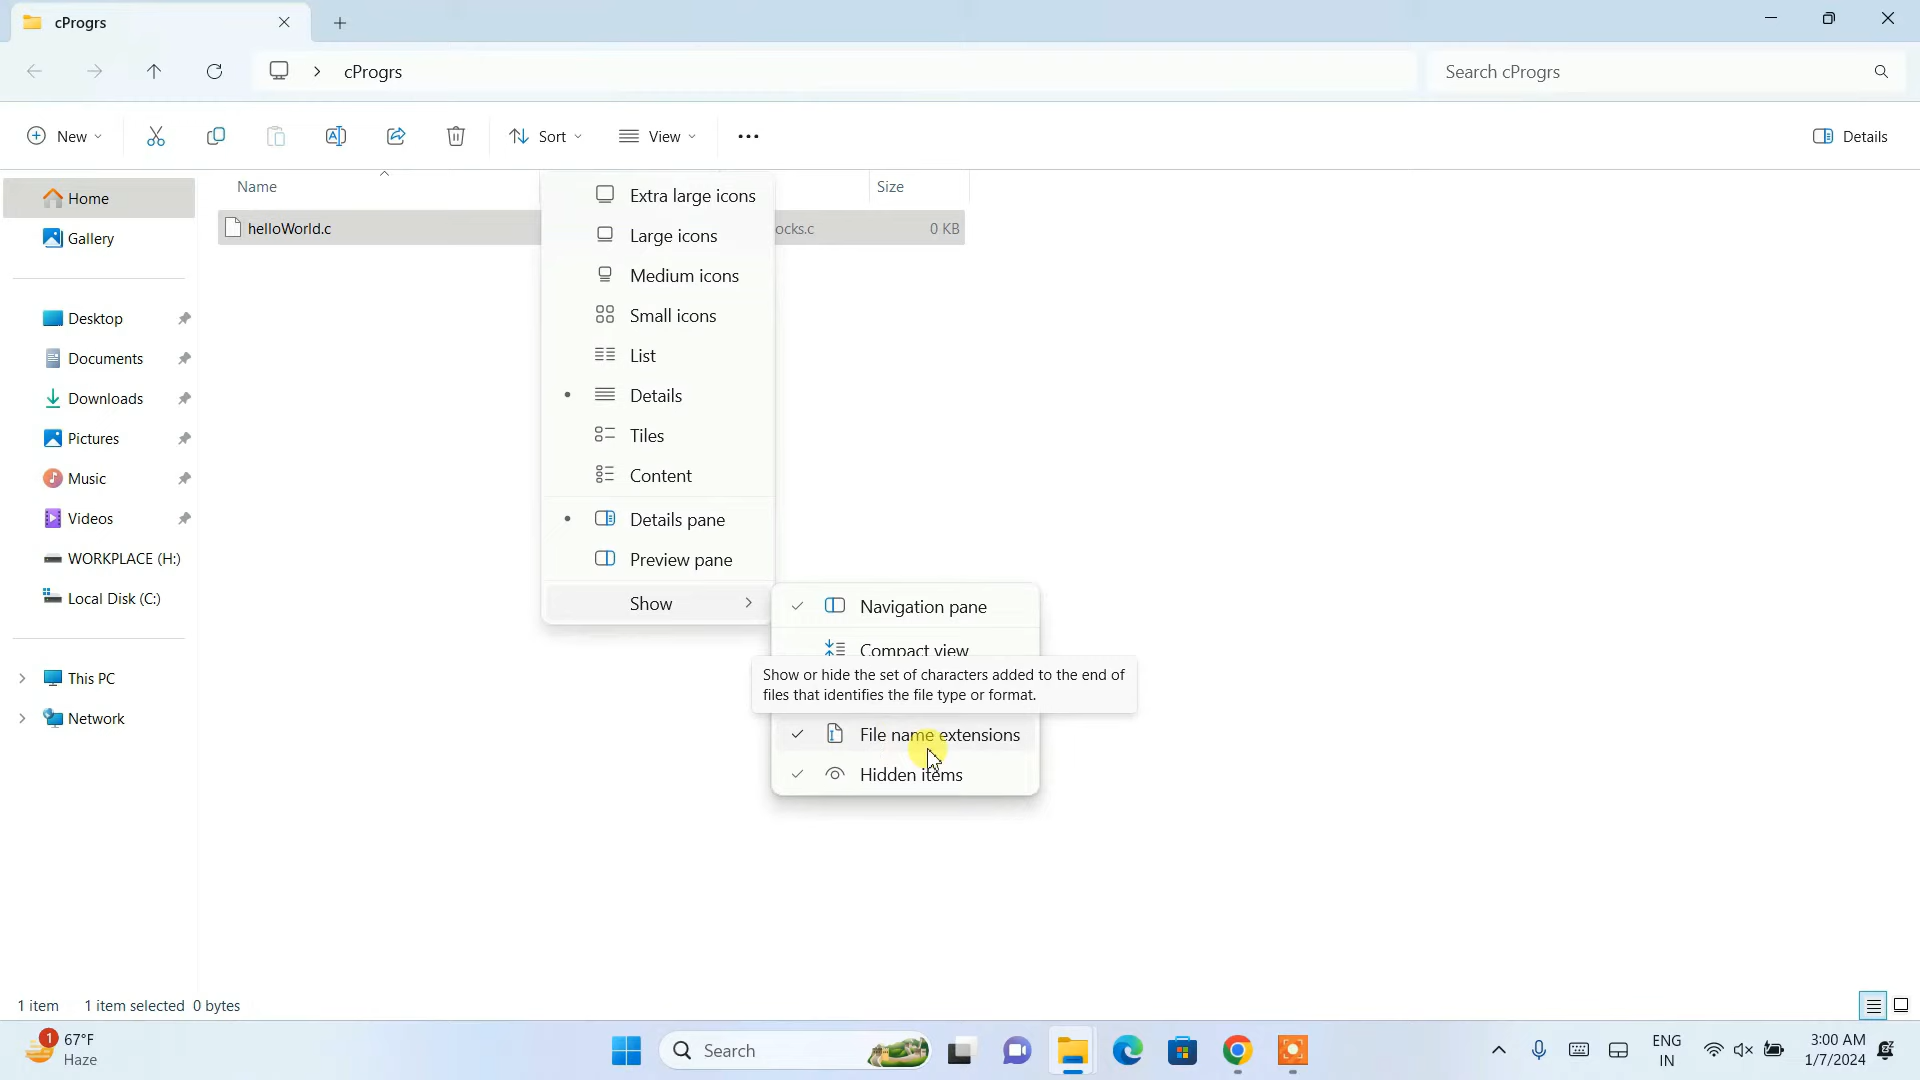 cProgrs
cProgrs
Search cProgrs
New
Sort
View
Details
Name
Size
Home
helloWorld.c
ocks.c
0 KB
Gallery
Desktop
Documents
Downloads
Pictures
Music
Videos
WORKPLACE (H:)
Local Disk (C:)
This PC
Network
Extra large icons
Large icons
Medium icons
Small icons
List
Details
Tiles
Content
Details pane
Preview pane
Show
Navigation pane
Compact view
Show or hide the set of characters added to the end of
files that identifies the file type or format.
File name extensions
Hidden items
1 item
1 item selected 0 bytes
1
67°F
Haze
Search
ENG
IN
3:00 AM
1/7/2024